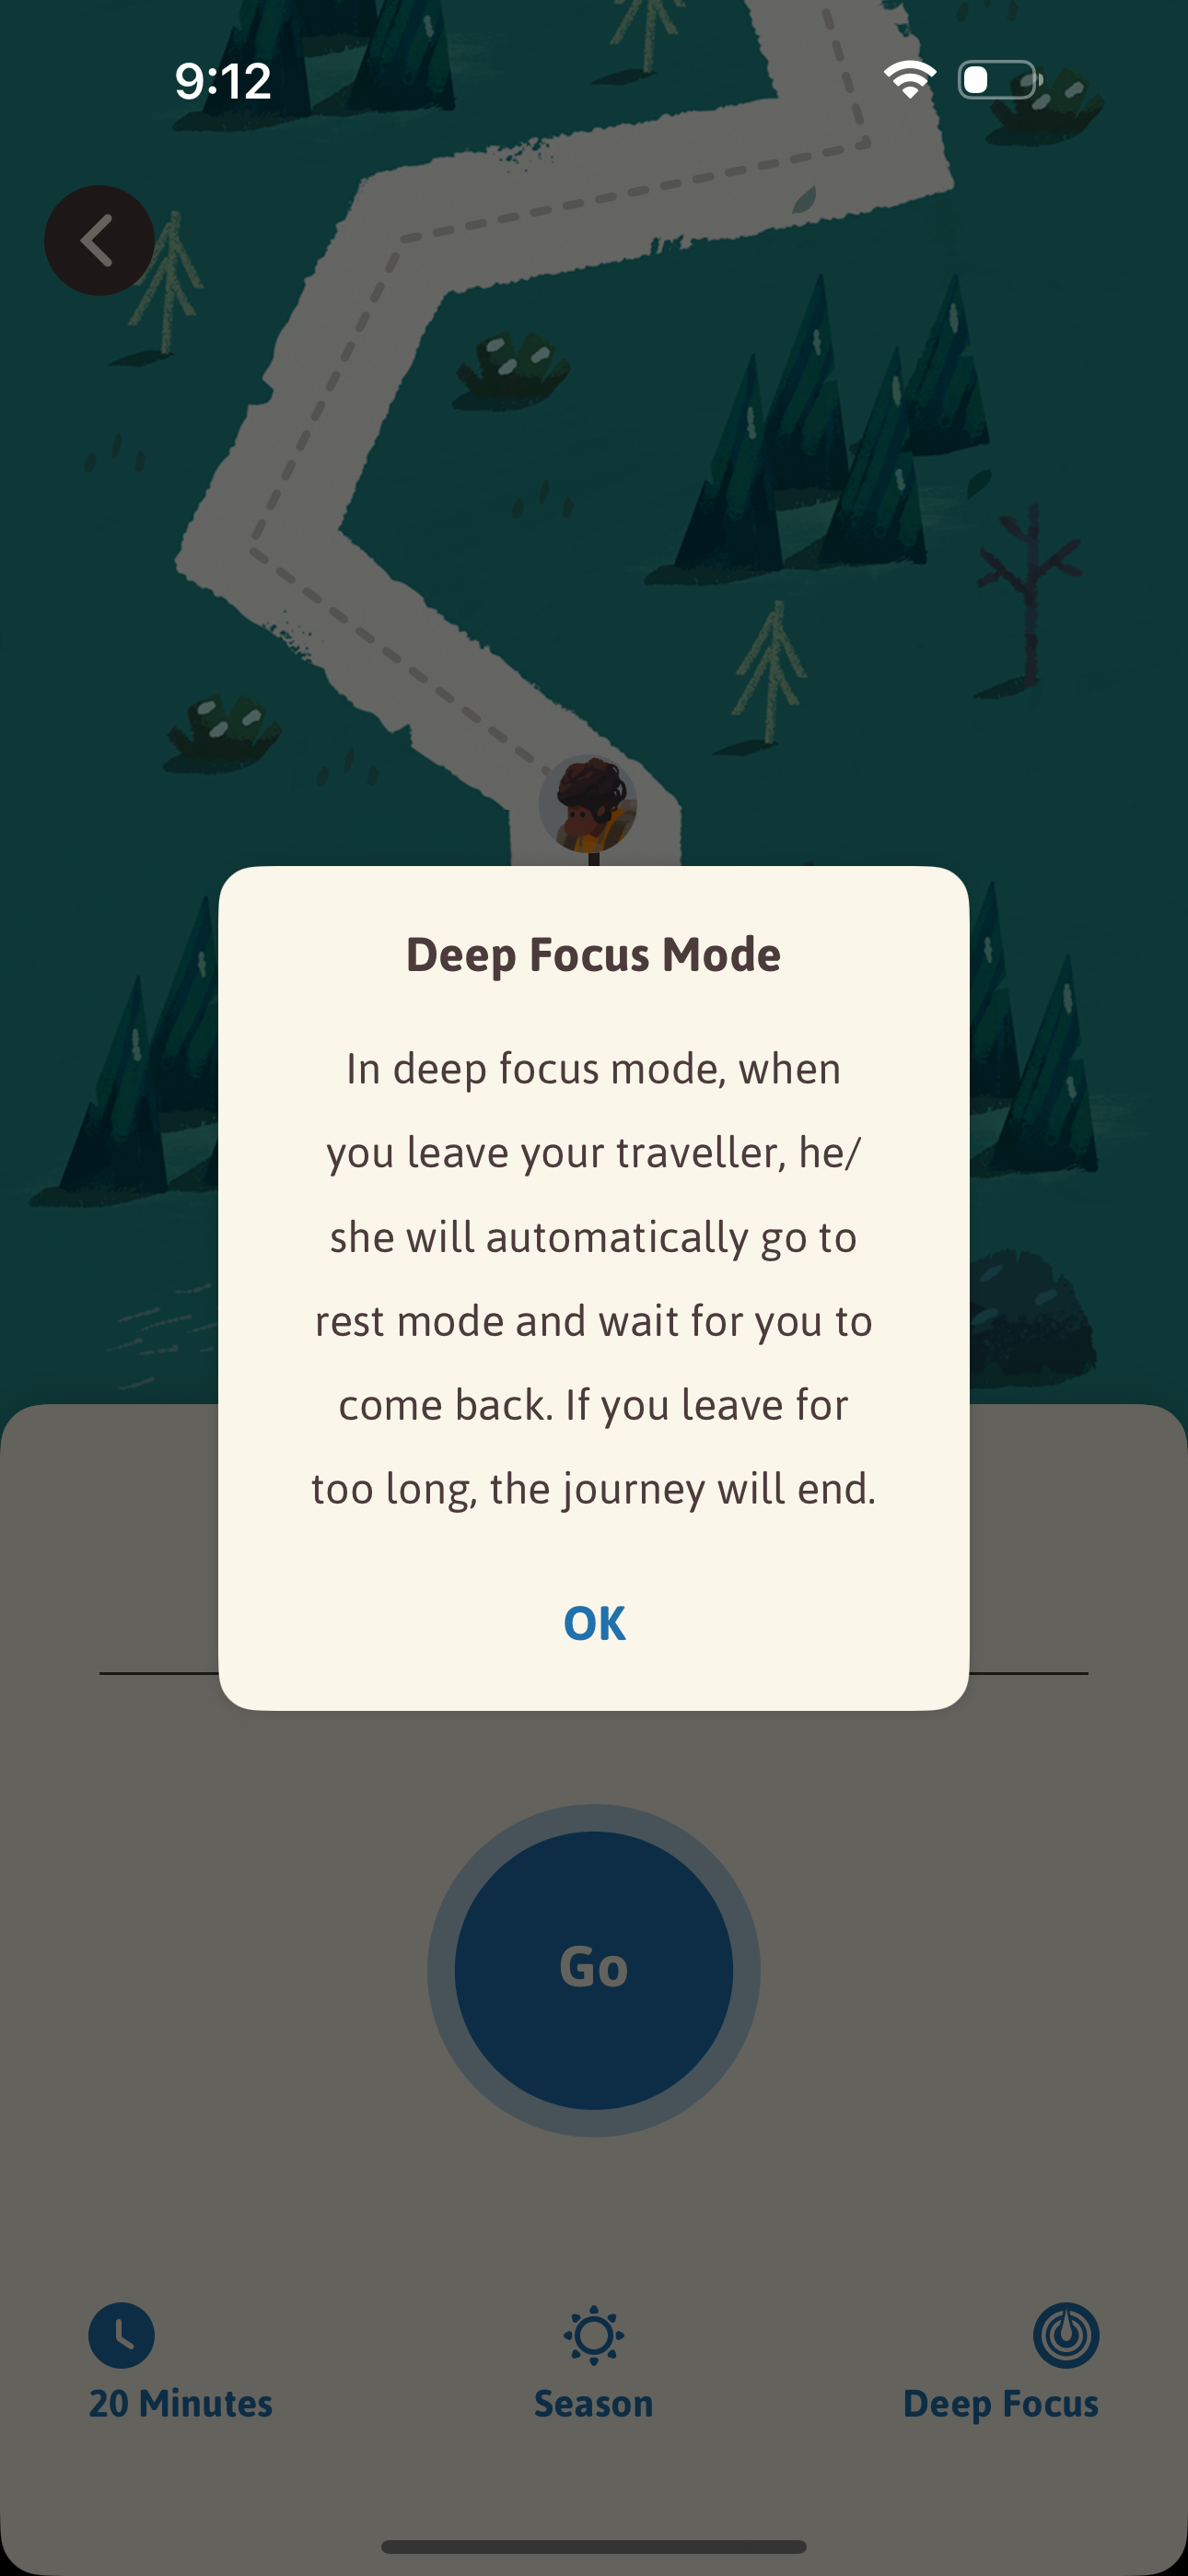 9:12
Deep Focus Mode
In deep focus mode, when
you leave your traveller, he/
she will automatically go to
rest mode and wait for you to
come back. If you leave for
too long, the journey will end.
OK
Go
20 Minutes
Season
Deep Focus